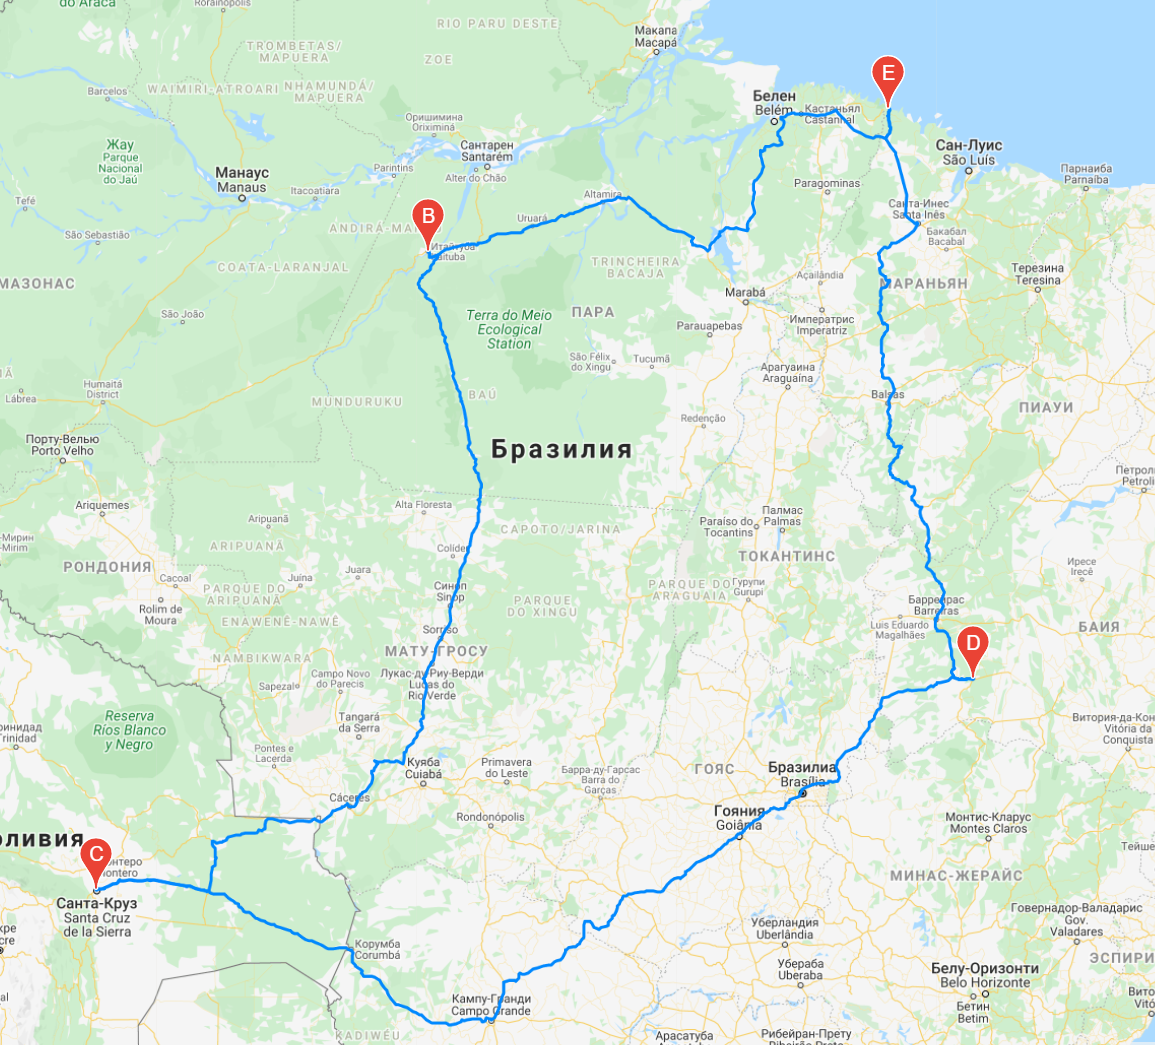 do Araca
Rorainópolis
RIO PARU DESTE
Макапа
Macapá
TROMBETAS/
MAPUERA
ZOE
Barcelos
WAIMIRI-ATROARI
NHAMUNDÁ/
MAPUERA
E
Белен
Belém
Кастаньял
Castanhal
Оришимина
Oriximiná
Жау
Parque
Nacional
do Jaú
Сантарен
Santarém
Сан-Луис
São Luís
Манаус
Manaus
Parintins
Alter do Chão
Парнаиба
Parnaíba
Itacoatiara
Altamira
Paragominas
Tefé
B
Uruará
Санта-Инес
Santa Inês
São Sebastião
ANDIRÁ-MA
Итайтуба
Itaituba
Бакабал
Bacabal
COATA-LARANJAL
TRINCHEIRA
BACAJA
Açailândia
Терезина
Teresina
МАЗОНАС
Marabá
МАРАНЬЯН
São João
Terra do Meio
Ecological
Station
ПАРА
Императрис
Imperatriz
Parauapebas
São Félix
do Xingu
Tucumã
Арагуаина
Araguaína
Humaitá
District
Lábrea
MUNDURUKU
BAÚ
Balsas
ПИАУИ
Redenção
Порту-Велью
Porto Velho
Бразилия
Петроли
Petrolin
Ariquemes
Alta Floresta
Палмас
Palmas
Paraíso do
Tocantins
Aripuanã
CAPOTO/JARINA
-Мирин
-Mirim
ARIPUANÃ
Colíder
ТОКАНТИНС
РОНДОНИЯ
Иресе
Irecê
Juara
Cacoal
Juína
Синоп
Sinop
PARQUE DO
ARAGUAIA
Гурупи
Gurupi
PARQUE DO
ARIPUANÃ
Rolim de
Moura
PARQUE
DO XINGU
Баррейрас
Barreiras
ENAWENÊ-NAWÊ
Sorriso
Luís Eduardo
Magalhães
БАИЯ
D
NAMBIKWARA
МАТУ-ГРОСУ
Campo Novo
do Parecis
Лукас-ду-Риу-Верди
Lucas do
Rio Verde
Sapezal
Reserva
Rios Blanco
y Negro
Tangará
da Serra
Витория-да-Кон
Vitória da
Conquista
ринидад
Trinidad
Pontes e
Lacerda
Куяба
Cuiabá
Primavera
do Leste
Барра-ду-Гарсас
Barra do
Garças
ГОЯС
Бразилиа
Brasília
Cáceres
Гояния
Goiânia
Rondonópolis
Монтис-Кларус
Montes Claros
оливия
C
Монтеро
Montero
Тейше
МИНАС-ЖЕРАЙС
Санта-Круз
Santa Cruz
de la Sierra
Говернадор-Валадарис
Gov.
Valadares
Уберландия
Uberlândia
Корумба
Corumbá
Убераба
Uberaba
ЭСПИРИ
Белу-Оризонти
Belo Horizonte
Кампу-Гранди
Campo Grande
Бетин
Betim
KADIWÉU
Арасатуба
Рибейран-Прету